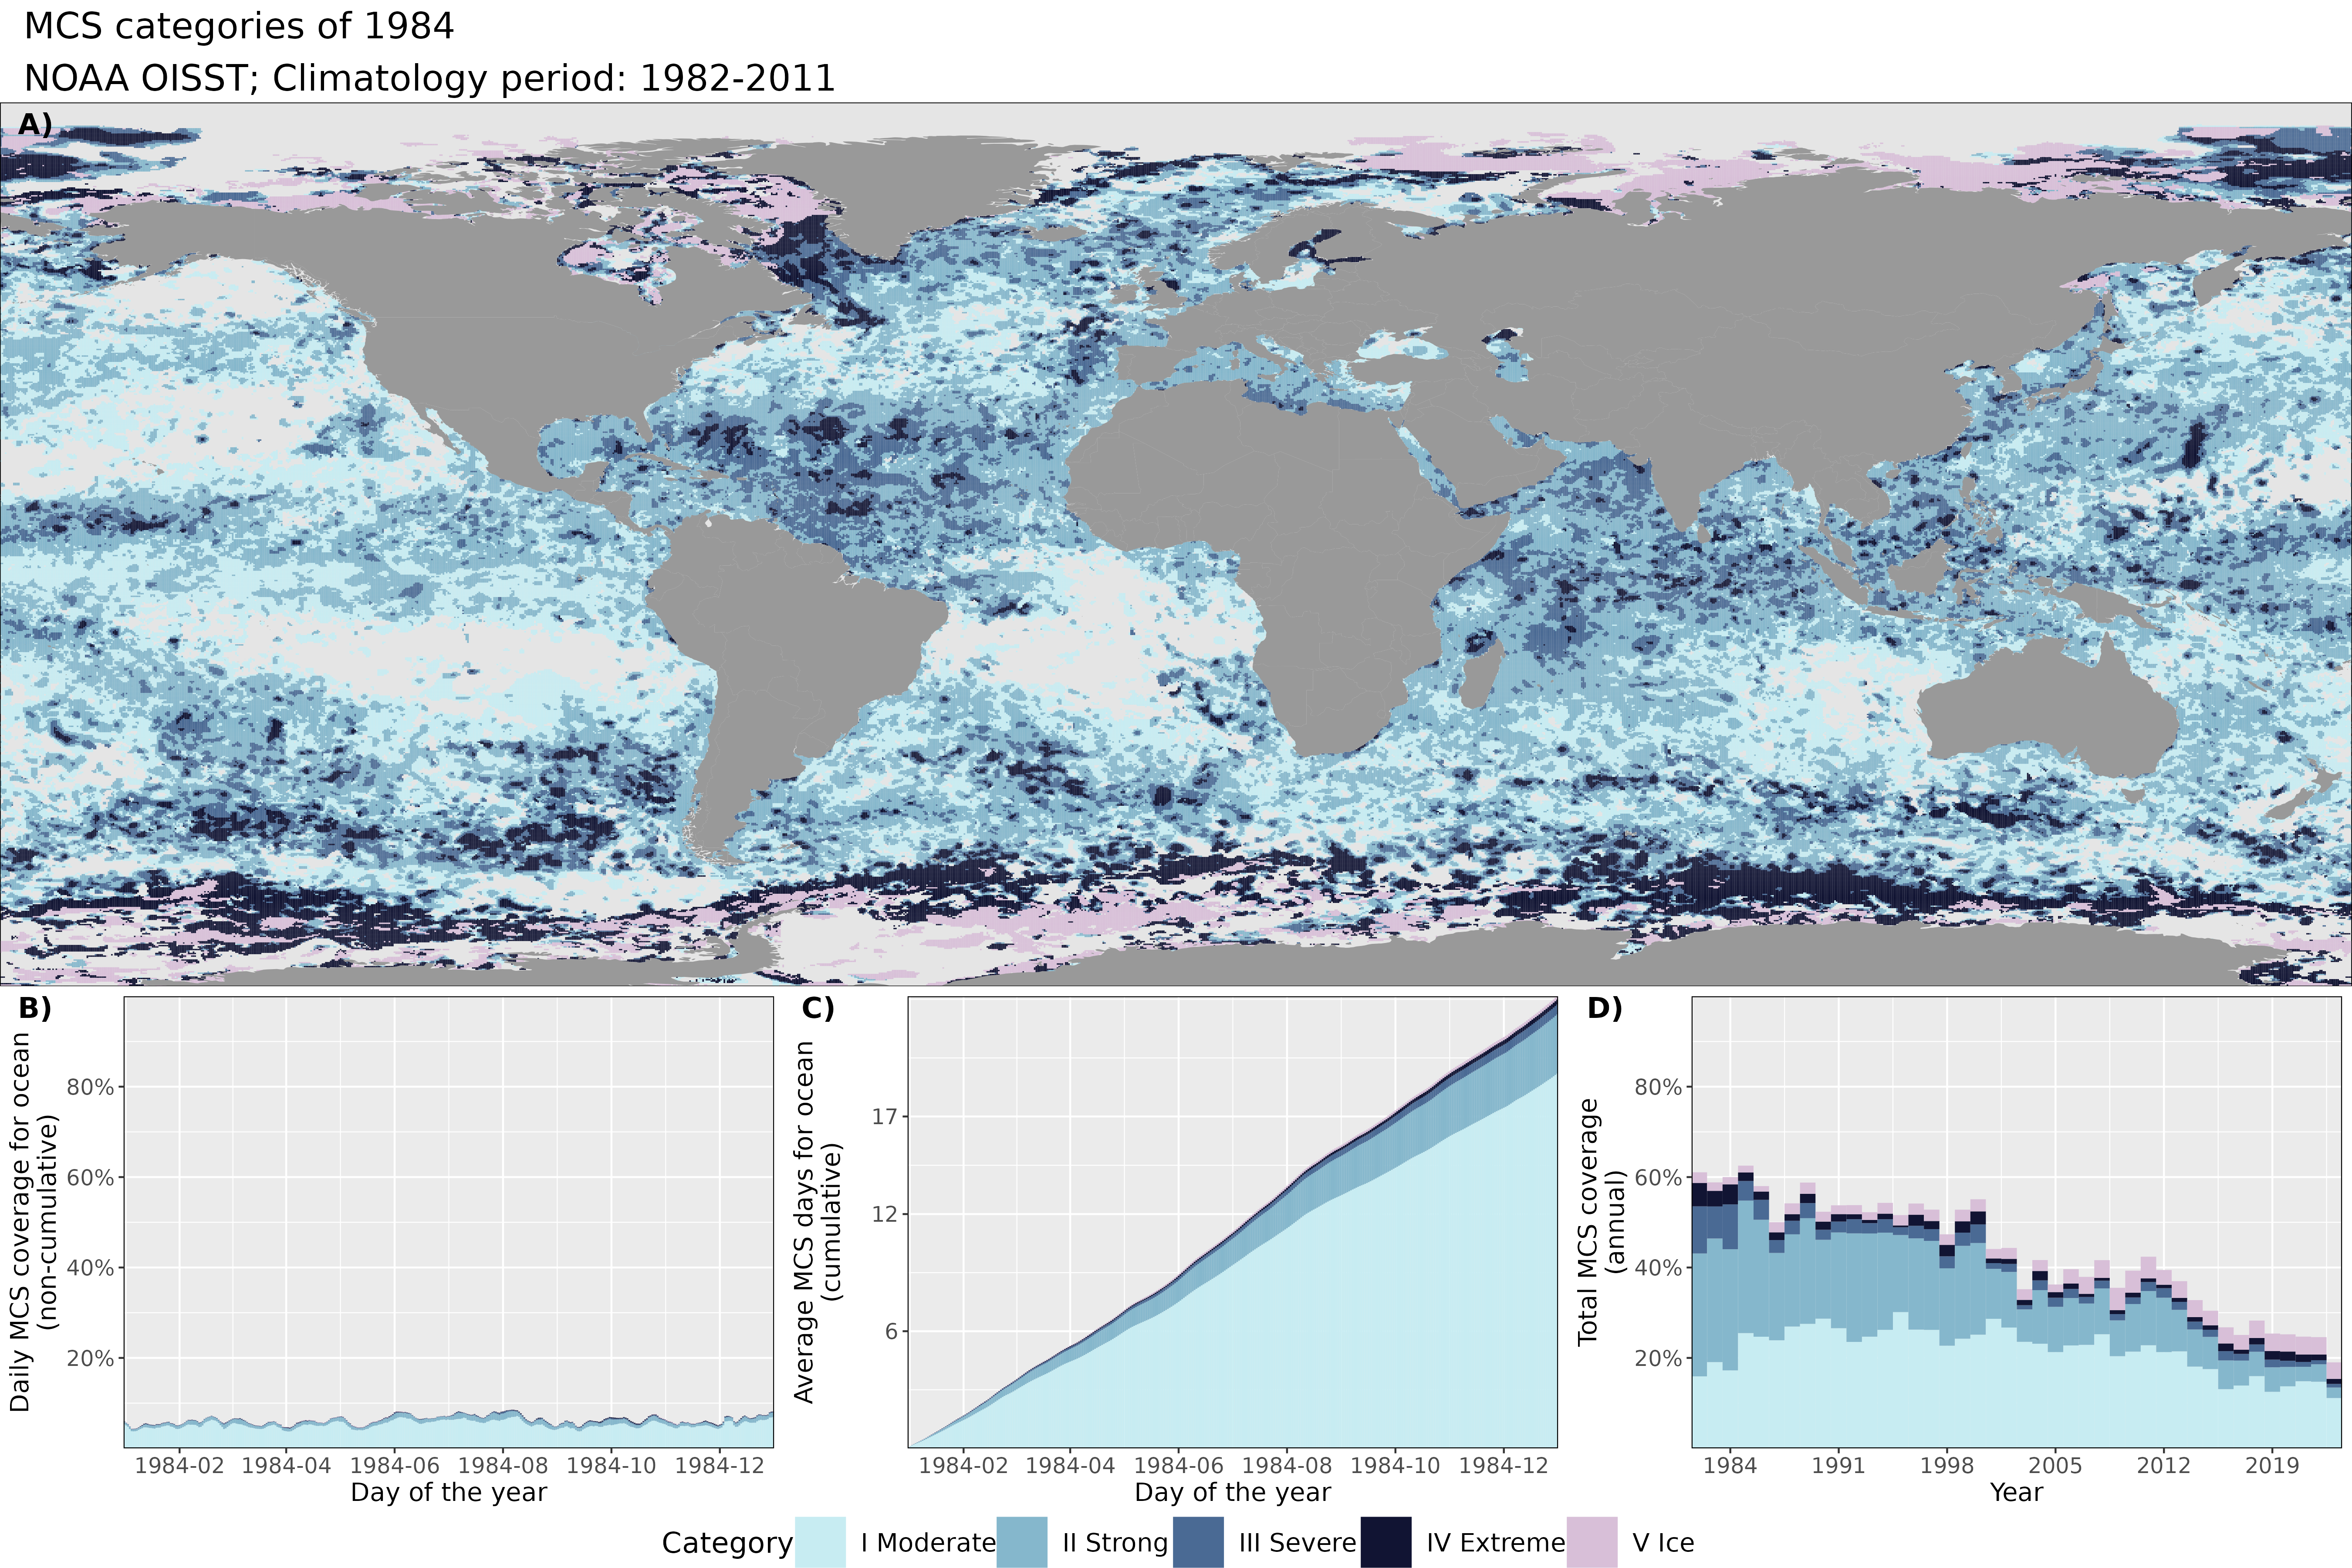 MCS categories of 1984
NOAA OISST; Climatology period: 1982-2011
A)
B)
Daily MCS coverage for ocean
(non-cumulative)
80%
60%
40%
20%
1984-02 1984-04 1984-06 1984-08 1984-10 1984-12
Day of the year
C)
Average MCS days for ocean
(cumulative)
17
12
6
1984-02 1984-04 1984-06 1984-08 1984-10 1984-12
Day of the year
D)
Total MCS coverage
(annual)
80%
60%
40%
20%
1984 1991 1998 2005 2012 2019
Year
Category I Moderate II Strong III Severe IV Extreme V Ice